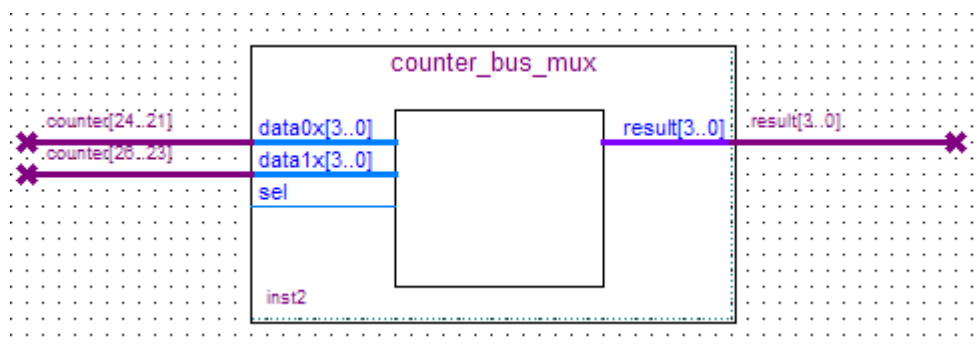 counter_bus_mux
counter[24..21]
data0x[3..0]
result[3..0]
result[3..0]
counter[26..23]
data1x[3..0]
sel
inst2